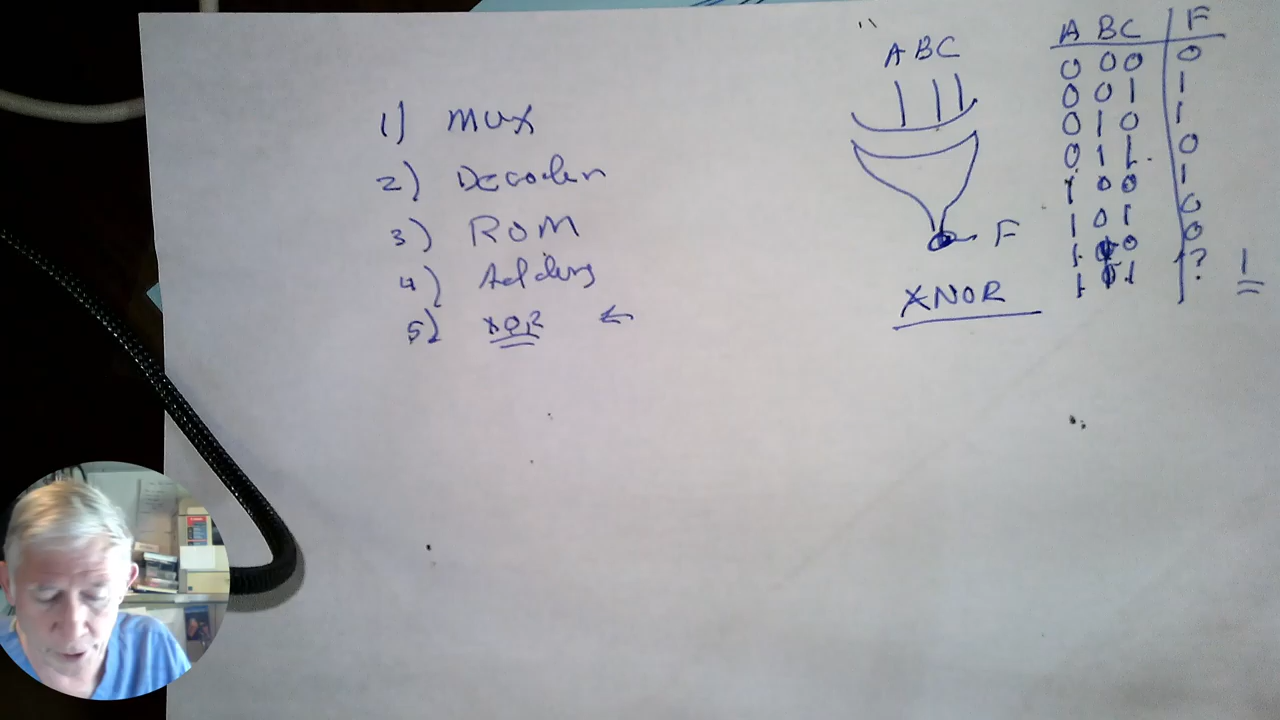 1) MUX
2) Decoder
3) ROM
4) Adders
5) XOR ←
A B C
F
XNOR
A B C | F
0 0 0 0
0 0 1 1
0 1 0 1
0 1 1 0
1 0 0 1
1 0 1 0
1 1 0 0
1 1 1 ? 1